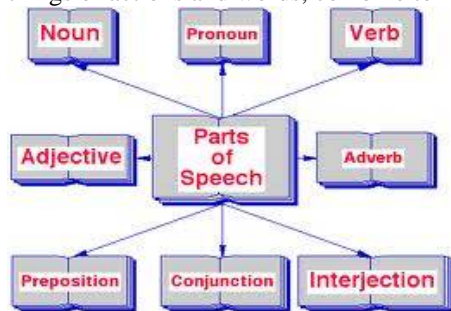 Noun
Pronoun
Verb
Adjective
Parts
of
Speech
Adverb
Preposition
Conjunction
Interjection